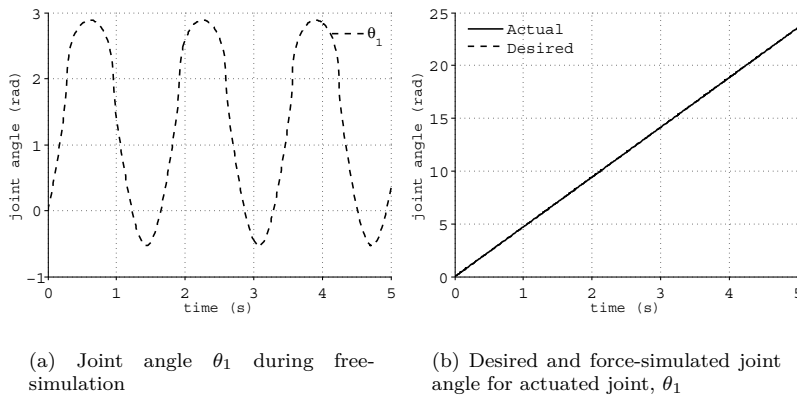 3
2
1
0
−1
0 1 2 3 4 5
time (s)
joint angle (rad)
θ1
25
20
15
10
5
0
0 1 2 3 4 5
time (s)
joint angle (rad)
Actual
Desired
(a) Joint angle θ1 during free-
simulation
(b) Desired and force-simulated joint
angle for actuated joint, θ1